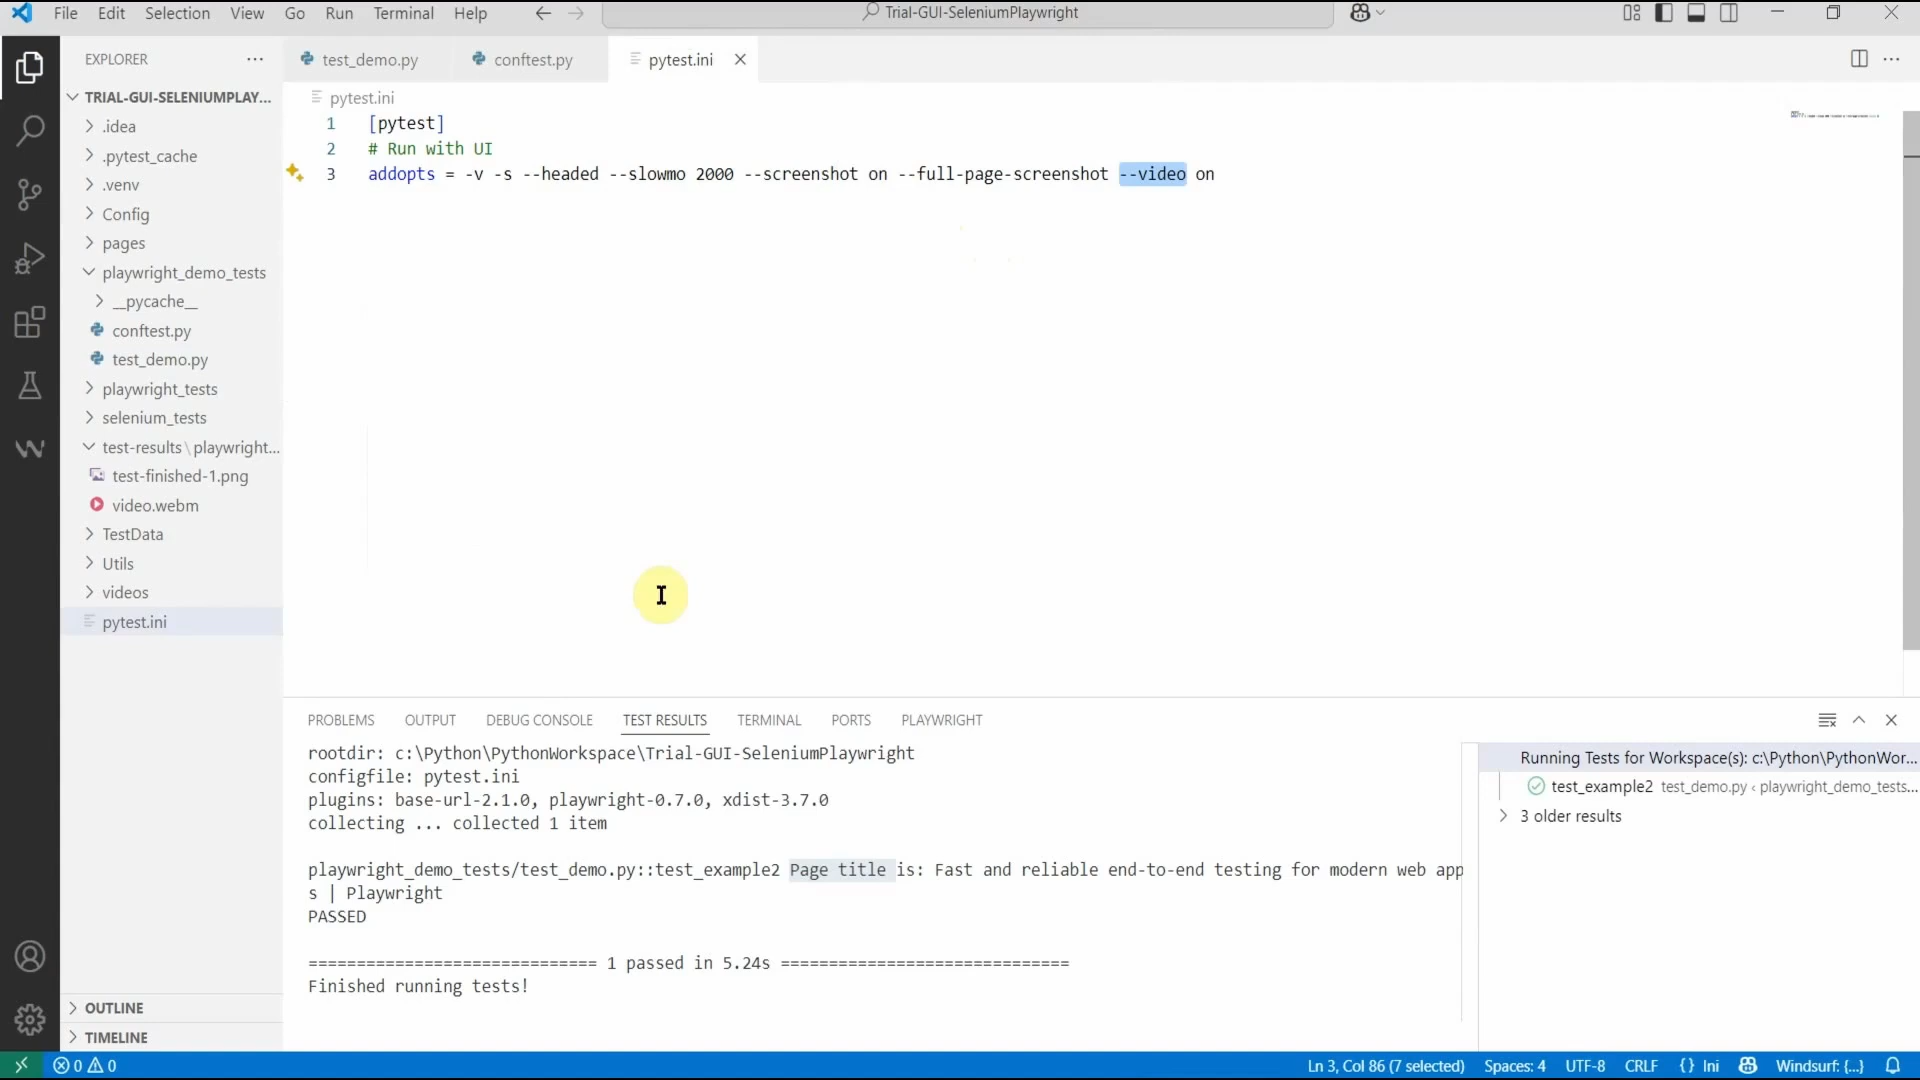 File Edit Selection View Go Run Terminal Help
Trial-GUI-SeleniumPlaywright
EXPLORER
test_demo.py
conftest.py
pytest.ini
TRIAL-GUI-SELENIUMPLAY...
.idea
.pytest_cache
.venv
Config
pages
playwright_demo_tests
__pycache__
conftest.py
test_demo.py
playwright_tests
selenium_tests
test-results\playwright...
test-finished-1.png
video.webm
TestData
Utils
videos
pytest.ini
OUTLINE
TIMELINE
pytest.ini
1 [pytest]
2 # Run with UI
3 addopts = -v -s --headed --slowmo 2000 --screenshot on --full-page-screenshot --video on
PROBLEMS OUTPUT DEBUG CONSOLE TEST RESULTS TERMINAL PORTS PLAYWRIGHT
rootdir: c:\Python\PythonWorkspace\Trial-GUI-SeleniumPlaywright
configfile: pytest.ini
plugins: base-url-2.1.0, playwright-0.7.0, xdist-3.7.0
collecting ... collected 1 item
playwright_demo_tests/test_demo.py::test_example2 Page title is: Fast and reliable end-to-end testing for modern web app
s | Playwright
PASSED
============================== 1 passed in 5.24s ==============================
Finished running tests!
Running Tests for Workspace(s): c:\Python\PythonWor...
test_example2 test_demo.py ‹ playwright_demo_tests...
3 older results
0 0
Ln 3, Col 86 (7 selected) Spaces: 4 UTF-8 CRLF {} Ini Windsurf: {...}